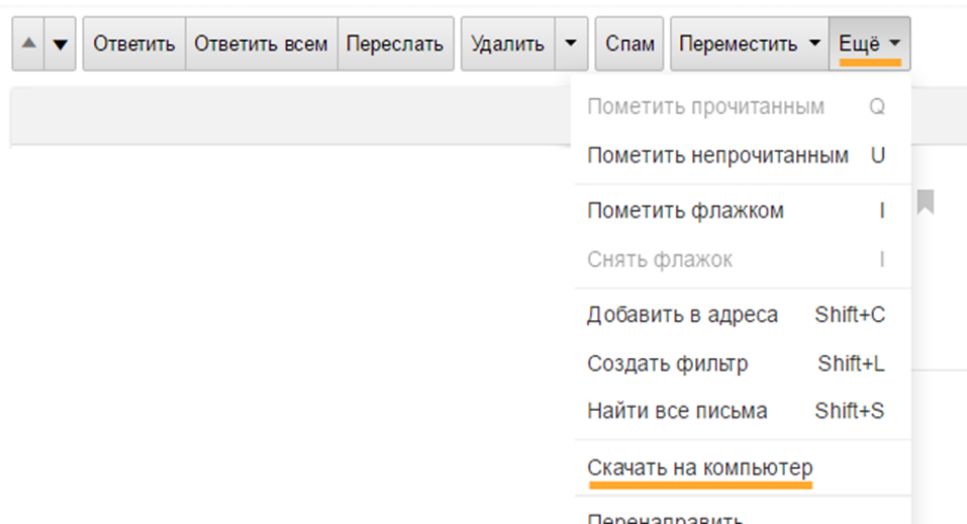 Ответить Ответить всем Переслать Удалить Спам Переместить Ещё
Пометить прочитанным Q
Пометить непрочитанным U
Пометить флажком I
Снять флажок I
Добавить в адреса Shift+C
Создать фильтр Shift+L
Найти все письма Shift+S
Скачать на компьютер
Перенаправить